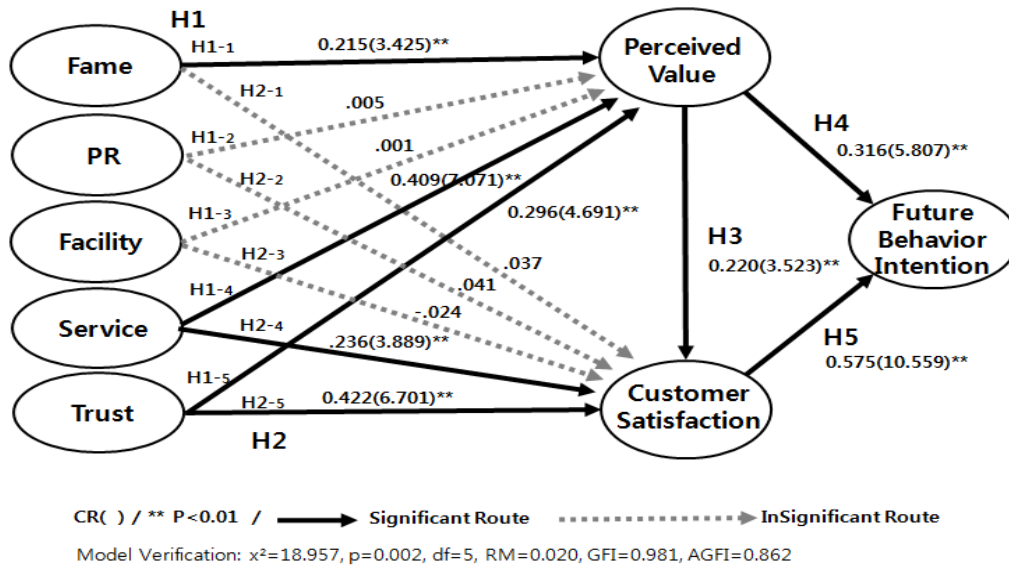 H1
Fame
H1-1
0.215(3.425)**
Perceived
Value
H2-1
PR
H1-2
.005
H2-2
.001
0.409(7.071)**
Facility
H1-3
0.296(4.691)**
H2-3
H4
0.316(5.807)**
Future
Behavior
Intention
H3
0.220(3.523)**
.037
.041
-.024
Service
H1-4
H2-4
.236(3.889)**
H5
0.575(10.559)**
Trust
H1-5
H2-5
0.422(6.701)**
H2
Customer
Satisfaction
CR( ) / ** P<0.01 / Significant Route InSignificant Route
Model Verification: x²=18.957, p=0.002, df=5, RM=0.020, GFI=0.981, AGFI=0.862